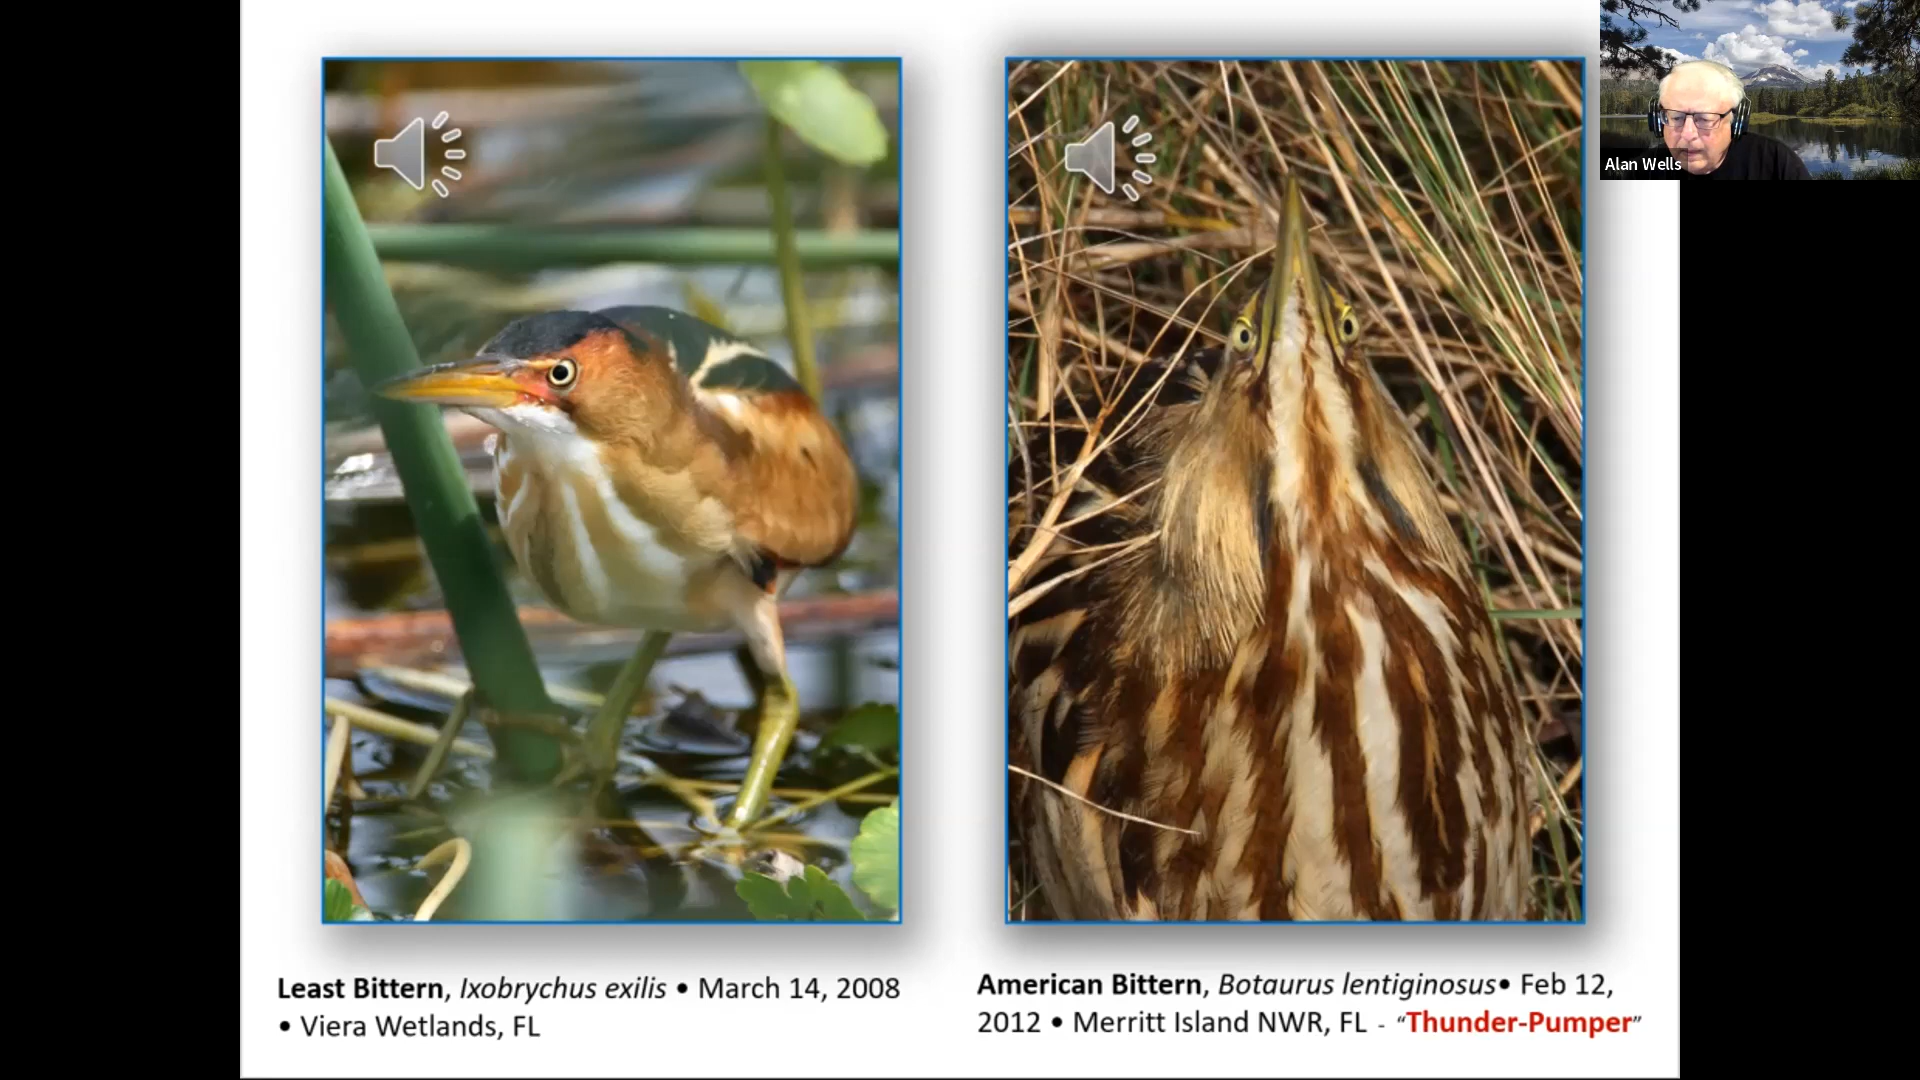 Alan Wells
Least Bittern, Ixobrychus exilis • March 14, 2008
• Viera Wetlands, FL
American Bittern, Botaurus lentiginosus• Feb 12,
2012 • Merritt Island NWR, FL - “Thunder-Pumper”